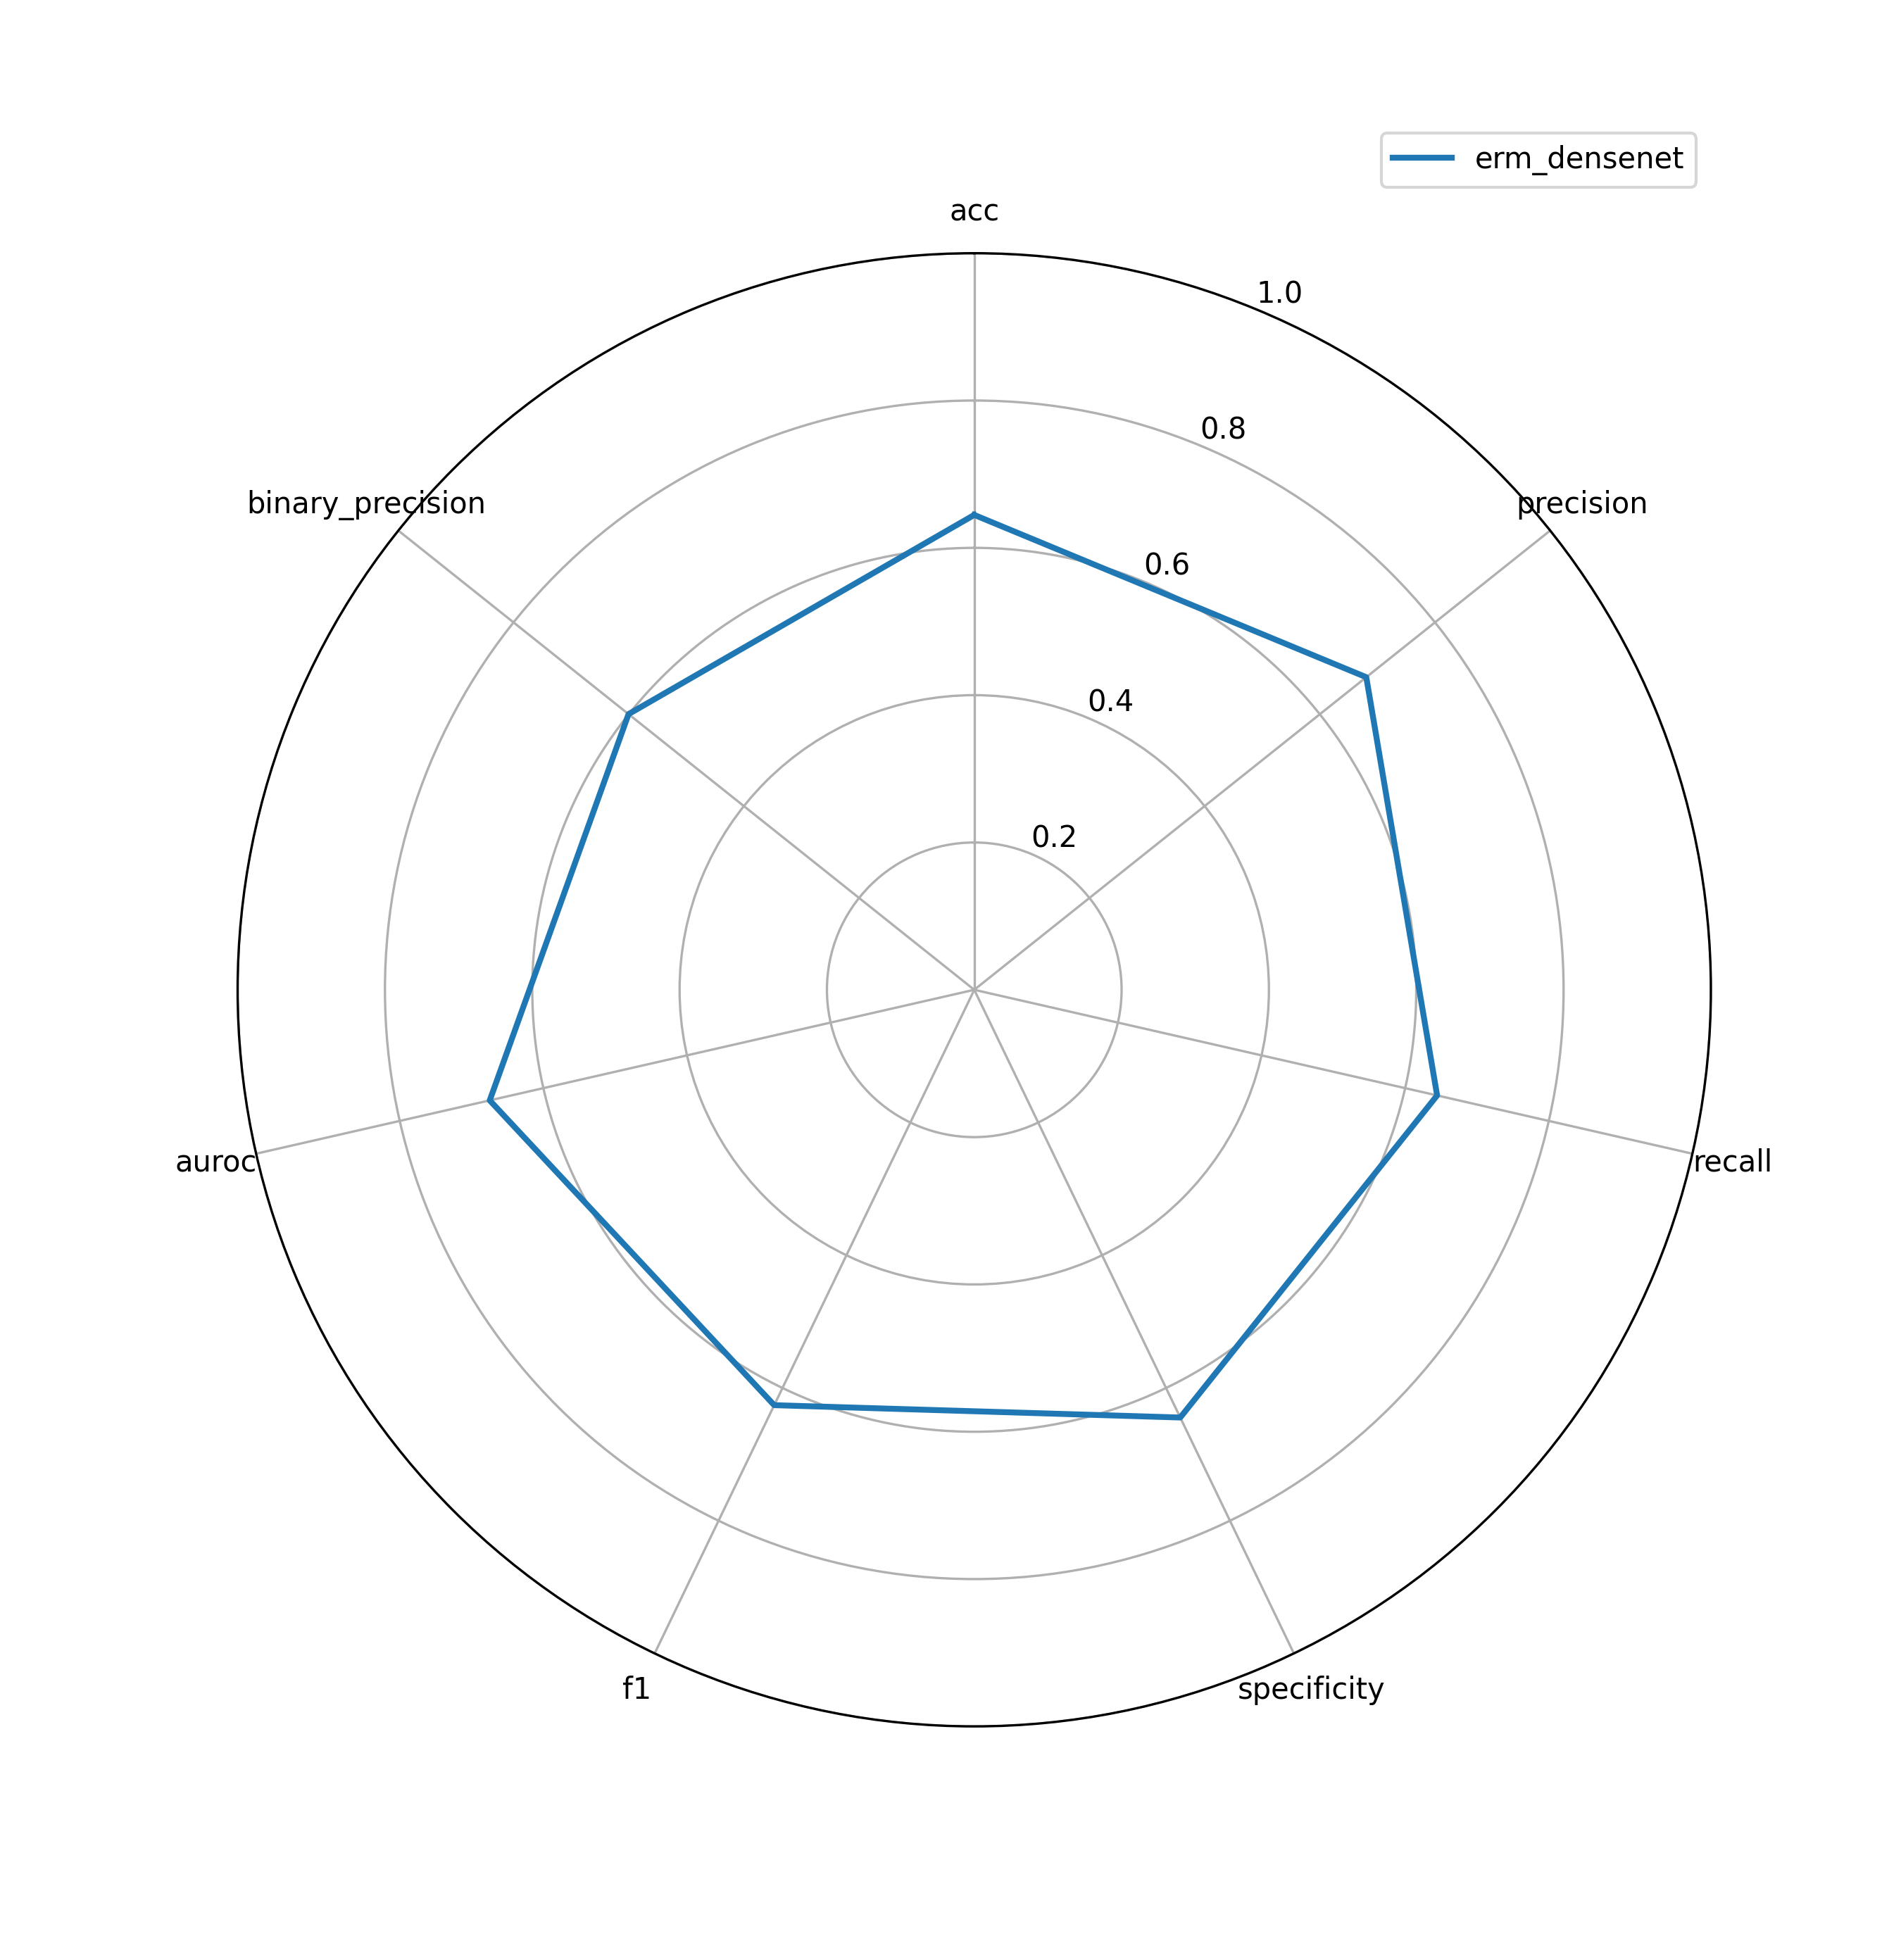 erm_densenet
acc
1.0
0.8
binary_precision
precision
0.6
0.4
0.2
auroc
recall
f1
specificity